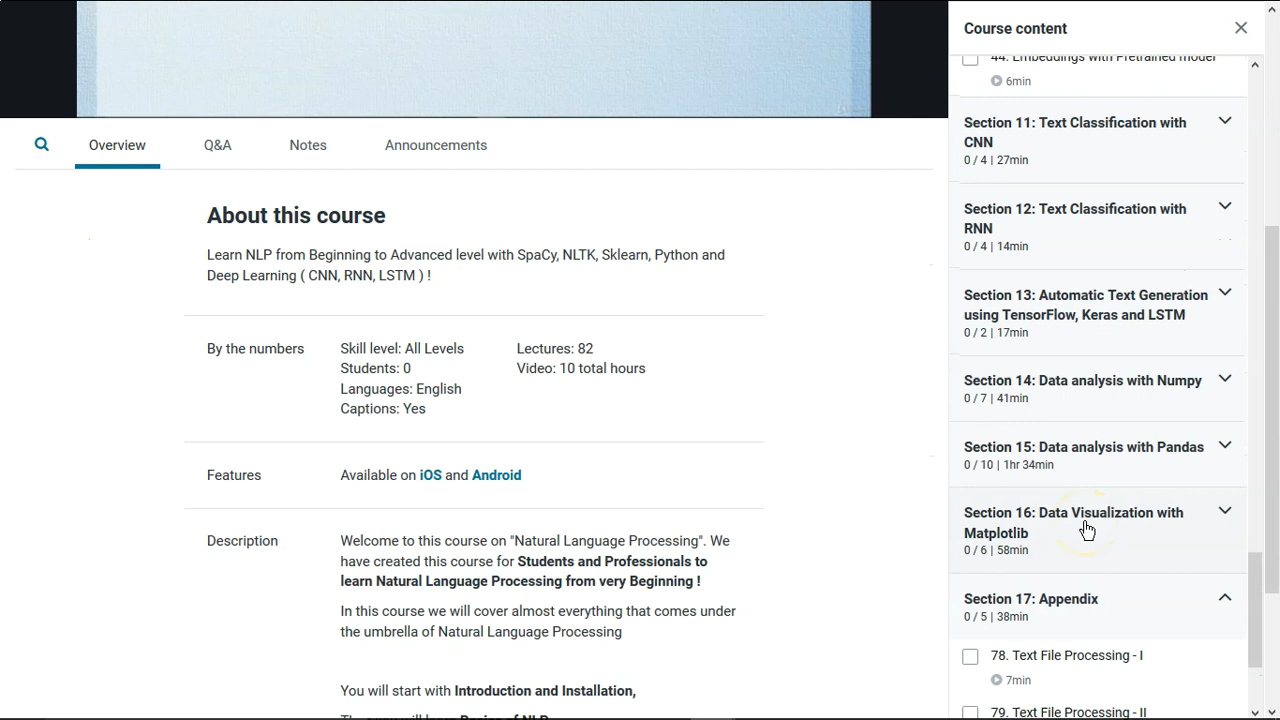 Course content
44. Embeddings with Pretrained model
6min
Section 11: Text Classification with
CNN
0 / 4 | 27min
Section 12: Text Classification with
RNN
0 / 4 | 14min
Section 13: Automatic Text Generation
using TensorFlow, Keras and LSTM
0 / 2 | 17min
Section 14: Data analysis with Numpy
0 / 7 | 41min
Section 15: Data analysis with Pandas
0 / 10 | 1hr 34min
Section 16: Data Visualization with
Matplotlib
0 / 6 | 58min
Section 17: Appendix
0 / 5 | 38min
78. Text File Processing - I
7min
79. Text File Processing - II
Overview Q&A Notes Announcements
About this course
Learn NLP from Beginning to Advanced level with SpaCy, NLTK, Sklearn, Python and
Deep Learning ( CNN, RNN, LSTM ) !
By the numbers
Skill level: All Levels
Students: 0
Languages: English
Captions: Yes
Lectures: 82
Video: 10 total hours
Features
Available on iOS and Android
Description
Welcome to this course on "Natural Language Processing". We
have created this course for Students and Professionals to
learn Natural Language Processing from very Beginning !
In this course we will cover almost everything that comes under
the umbrella of Natural Language Processing
You will start with Introduction and Installation,